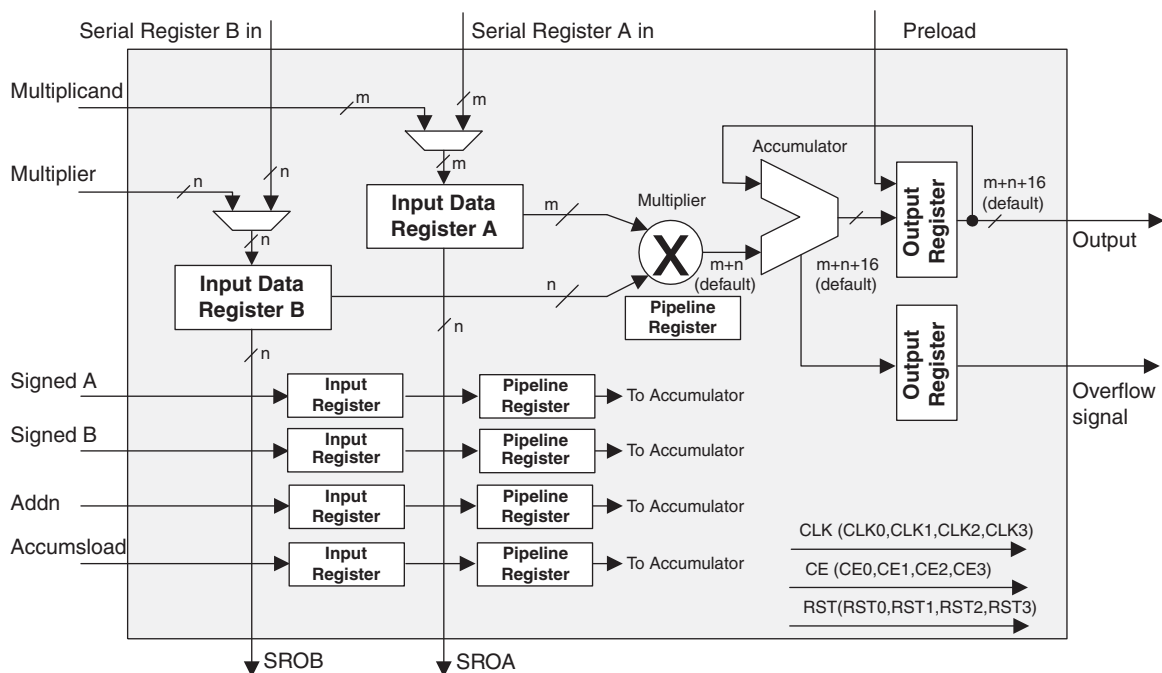 Serial Register B in
Serial Register A in
Preload
Multiplicand
m
m
Accumulator
Multiplier
n
n
m
Input Data
Register A
m
Multiplier
X
Output
Register
m+n+16
(default)
Output
n
Input Data
Register B
n
m+n
(default)
m+n+16
(default)
Pipeline
Register
n
n
Output
Register
Overflow
signal
Signed A
Input
Register
Pipeline
Register
To Accumulator
Signed B
Input
Register
Pipeline
Register
To Accumulator
Addn
Input
Register
Pipeline
Register
To Accumulator
Accumsload
Input
Register
Pipeline
Register
To Accumulator
CLK (CLK0,CLK1,CLK2,CLK3)
CE (CE0,CE1,CE2,CE3)
RST(RST0,RST1,RST2,RST3)
SROB
SROA